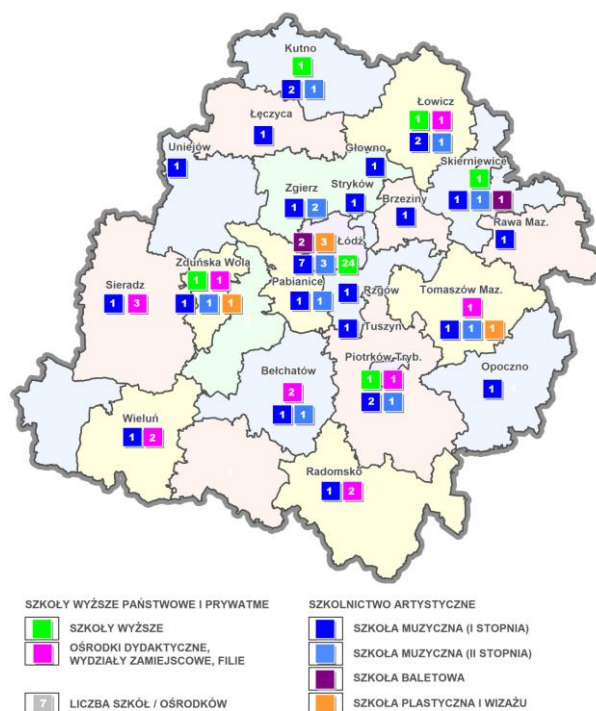 Kutno
1
2 1
Łowicz
1 1
2 1
Łęczyca
1
Uniejów
1
Głowno
1
Skierniewice
1
1 1 1
Zgierz
1 2
Stryków
1
Brzeziny
1
Rawa Maz.
1
Łódź
2 3
7 3 24
Zduńska Wola
1 1
1 1 1
Sieradz
1 3
Pabianice
1 1
Rzgów
1
Tuszyn
1
Tomaszów Maz.
1
1 1 1
Piotrków Tryb.
1 1
2 1
Opoczno
1
Bełchatów
2
1 1
Wieluń
1 2
Radomsko
1 2
SZKOŁY WYŻSZE PAŃSTWOWE I PRYWATME
SZKOŁY WYŻSZE
OŚRODKI DYDAKTYCZNE,
WYDZIAŁY ZAMIEJSCOWE, FILIE
7 LICZBA SZKÓŁ / OŚRODKÓW
SZKOLNICTWO ARTYSTYCZNE
SZKOŁA MUZYCZNA (I STOPNIA)
SZKOŁA MUZYCZNA (II STOPNIA)
SZKOŁA BALETOWA
SZKOŁA PLASTYCZNA I WIZAŻU